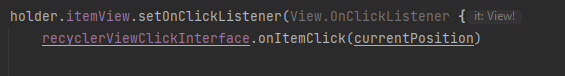 holder.itemView.setOnClickListener(View.OnClickListener { it: View!
recyclerViewClickInterface.onItemClick(currentPosition)